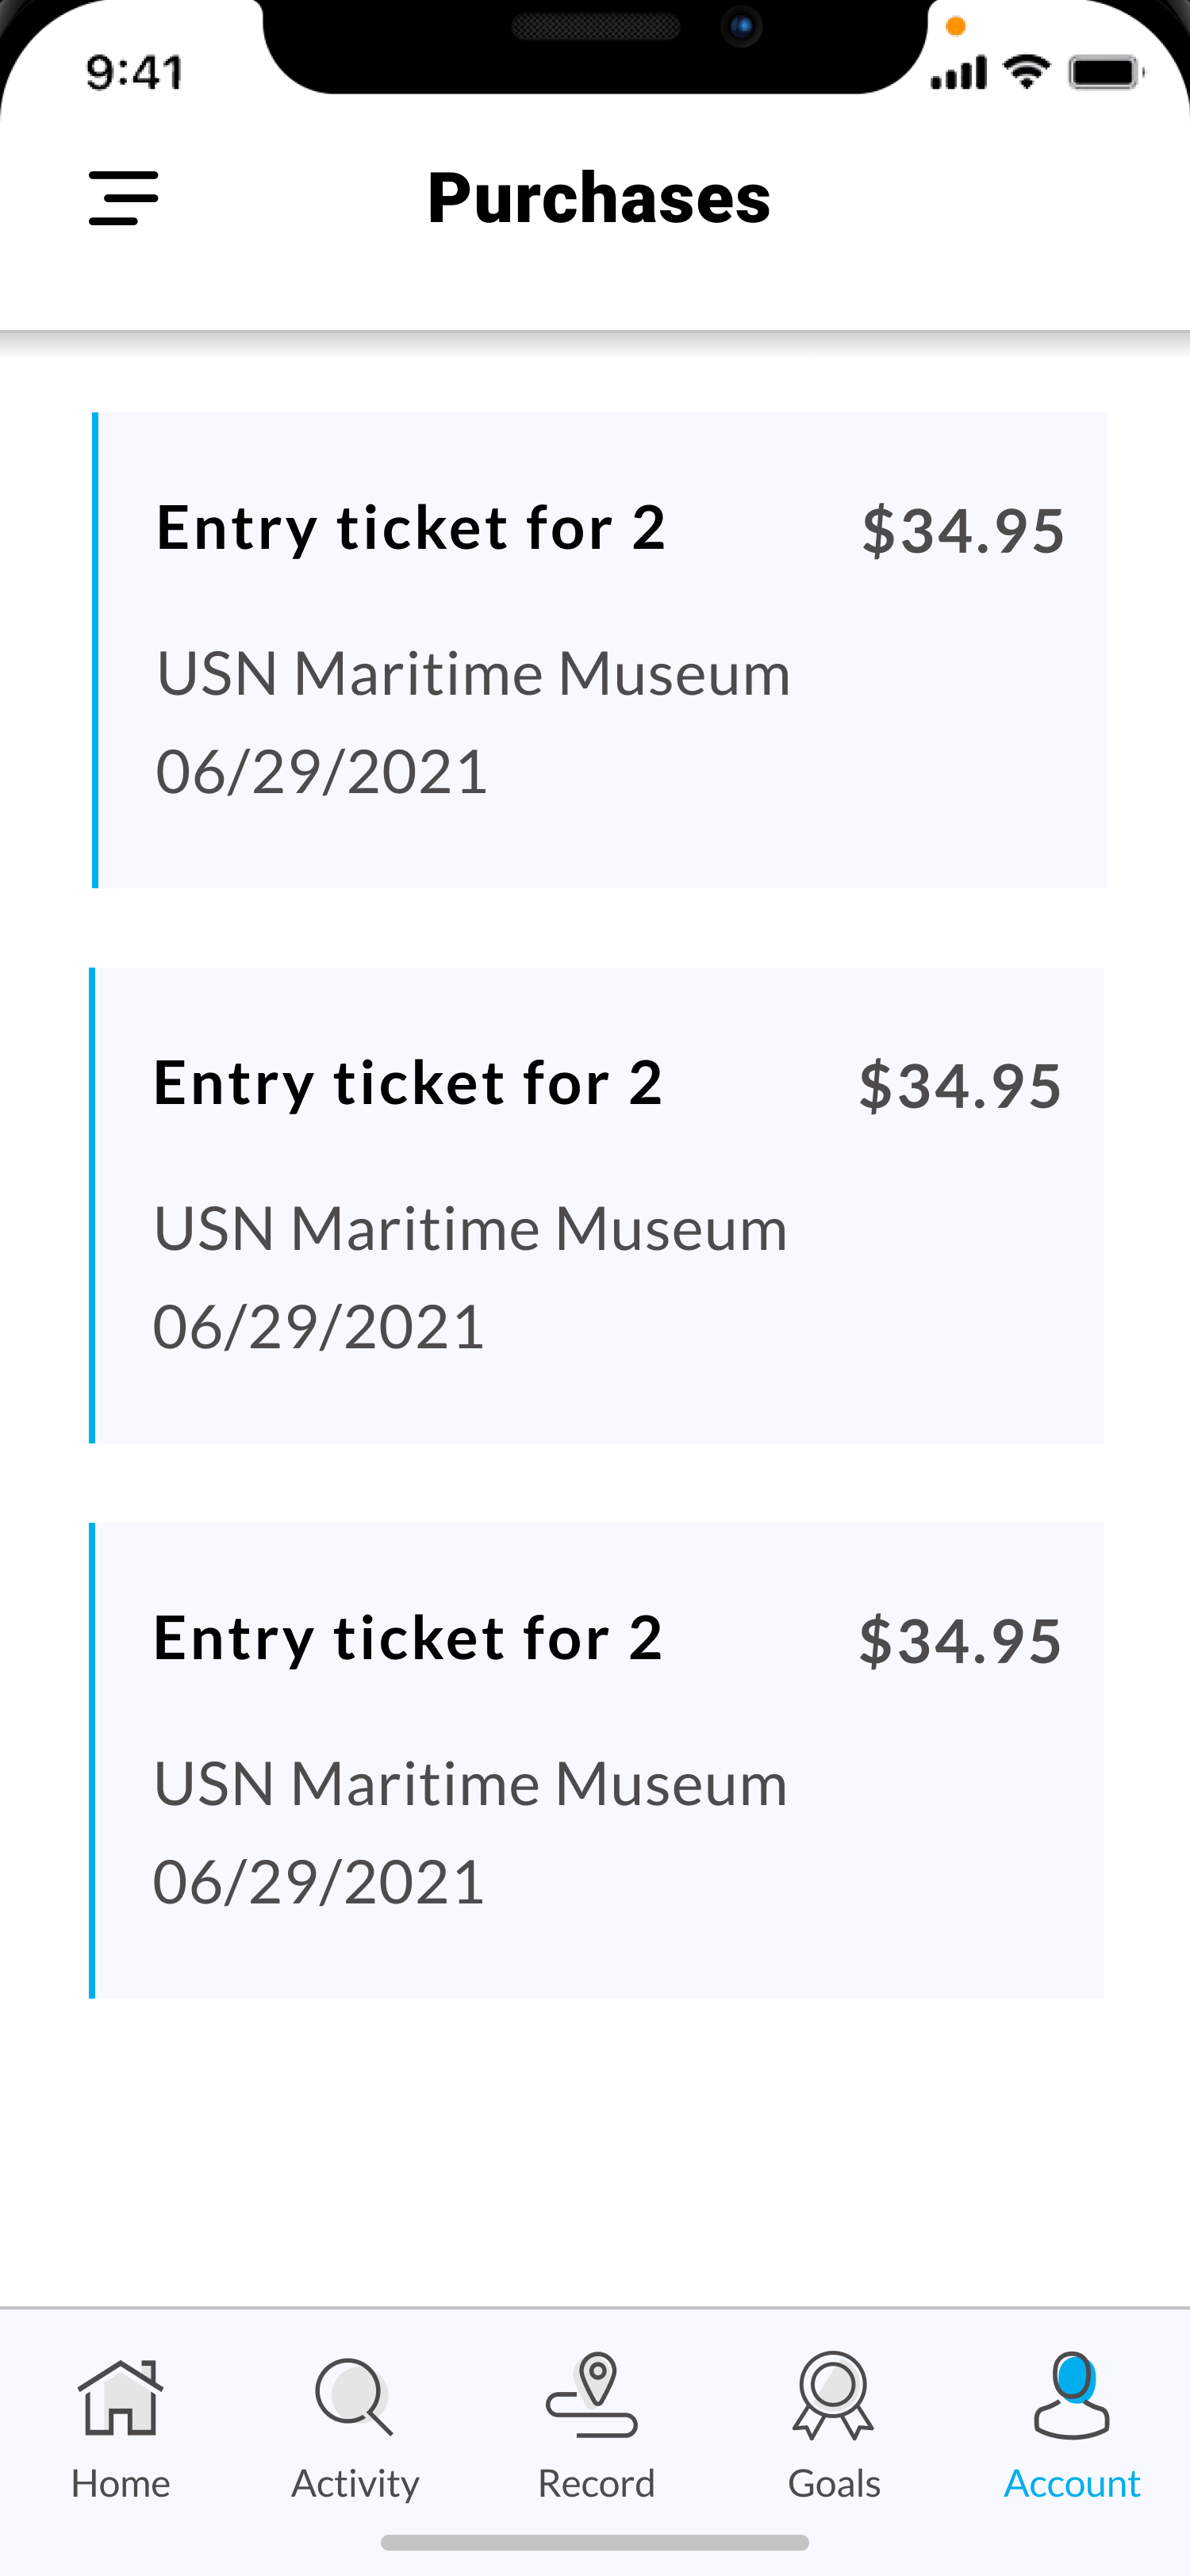 9:41
Purchases
Entry ticket for 2 $34.95
USN Maritime Museum
06/29/2021
Entry ticket for 2 $34.95
USN Maritime Museum
06/29/2021
Entry ticket for 2 $34.95
USN Maritime Museum
06/29/2021
Home Activity Record Goals Account